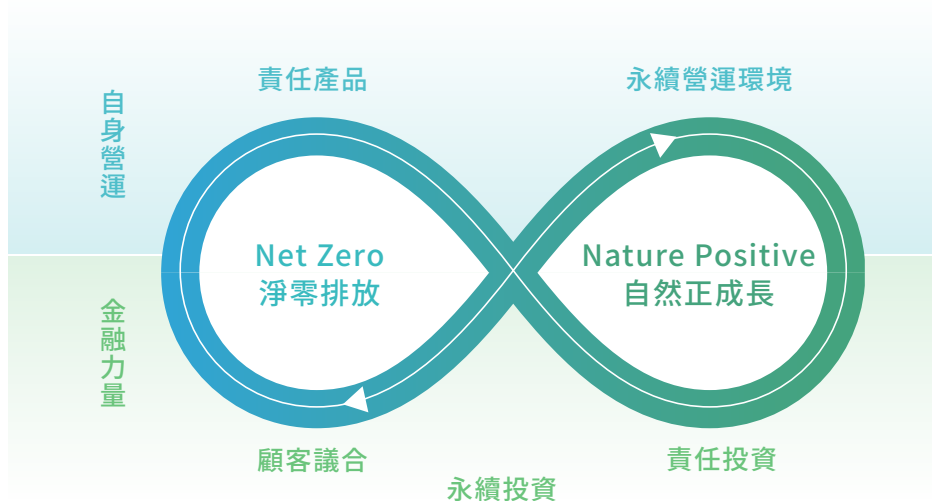 責任產品
永續營運環境
自身營運
Net Zero
淨零排放
Nature Positive
自然正成長
金融力量
顧客議合
責任投資
永續投資